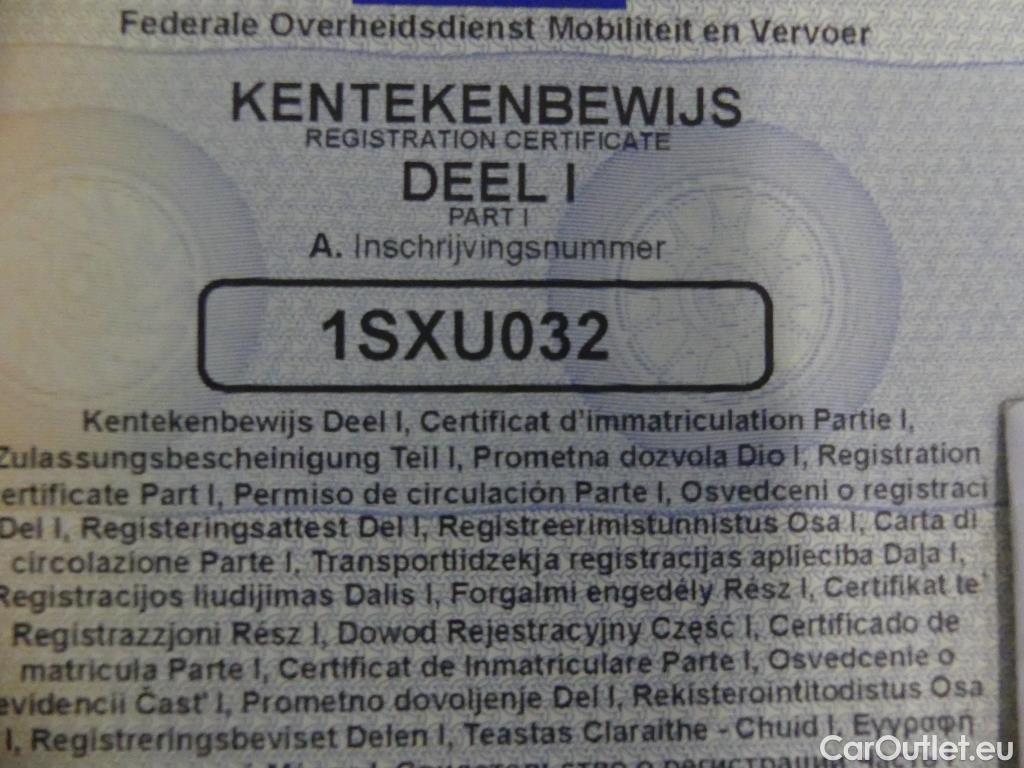 Federale Overheidsdienst Mobiliteit en Vervoer
KENTEKENBEWIJS
REGISTRATION CERTIFICATE
DEEL I
PART I
A. Inschrijvingsnummer
1SXU032
Kentekenbewijs Deel I, Certificat d'immatriculation Partie I,
Zulassungsbescheinigung Teil I, Prometna dozvola Dio I, Registration
ertificate Part I, Permiso de circulación Parte I, Osvedceni o registraci
Del I, Registeringsattest Del I, Registreerimistunnistus Osa I, Carta di
circolazione Parte I, Transportlidzekja registracijas aplieciba Daļa I,
Registracijos liudijimas Dalis I, Forgalmi engedély Rész I, Certifikat te'
Registrazzjoni Rész I, Dowod Rejestracyjny Część I, Certificado de
matricula Parte I, Certificat de Inmatriculare Parte I, Osvedcenie o
evidencii Čast' I, Prometno dovoljenje Del I, Rekisterointitodistus Osa
I, Registreringsbeviset Delen I, Teastas Claraithe - Chuid I, Εγγραφή
CarOutlet.eu